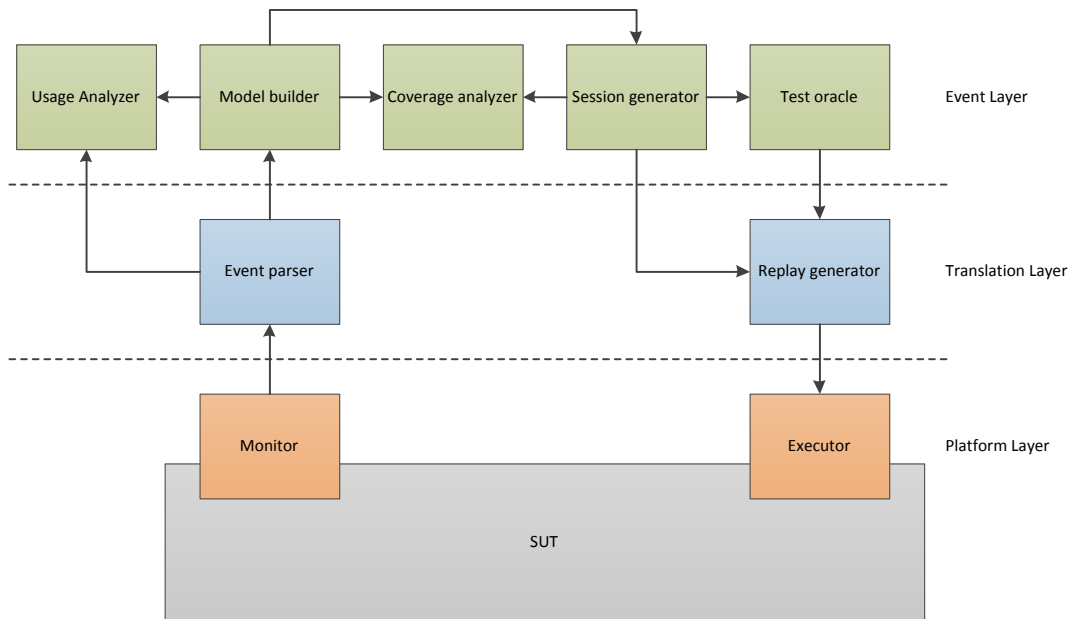 Usage Analyzer
Model builder
Coverage analyzer
Session generator
Test oracle
Event Layer
Event parser
Replay generator
Translation Layer
Monitor
Executor
Platform Layer
SUT